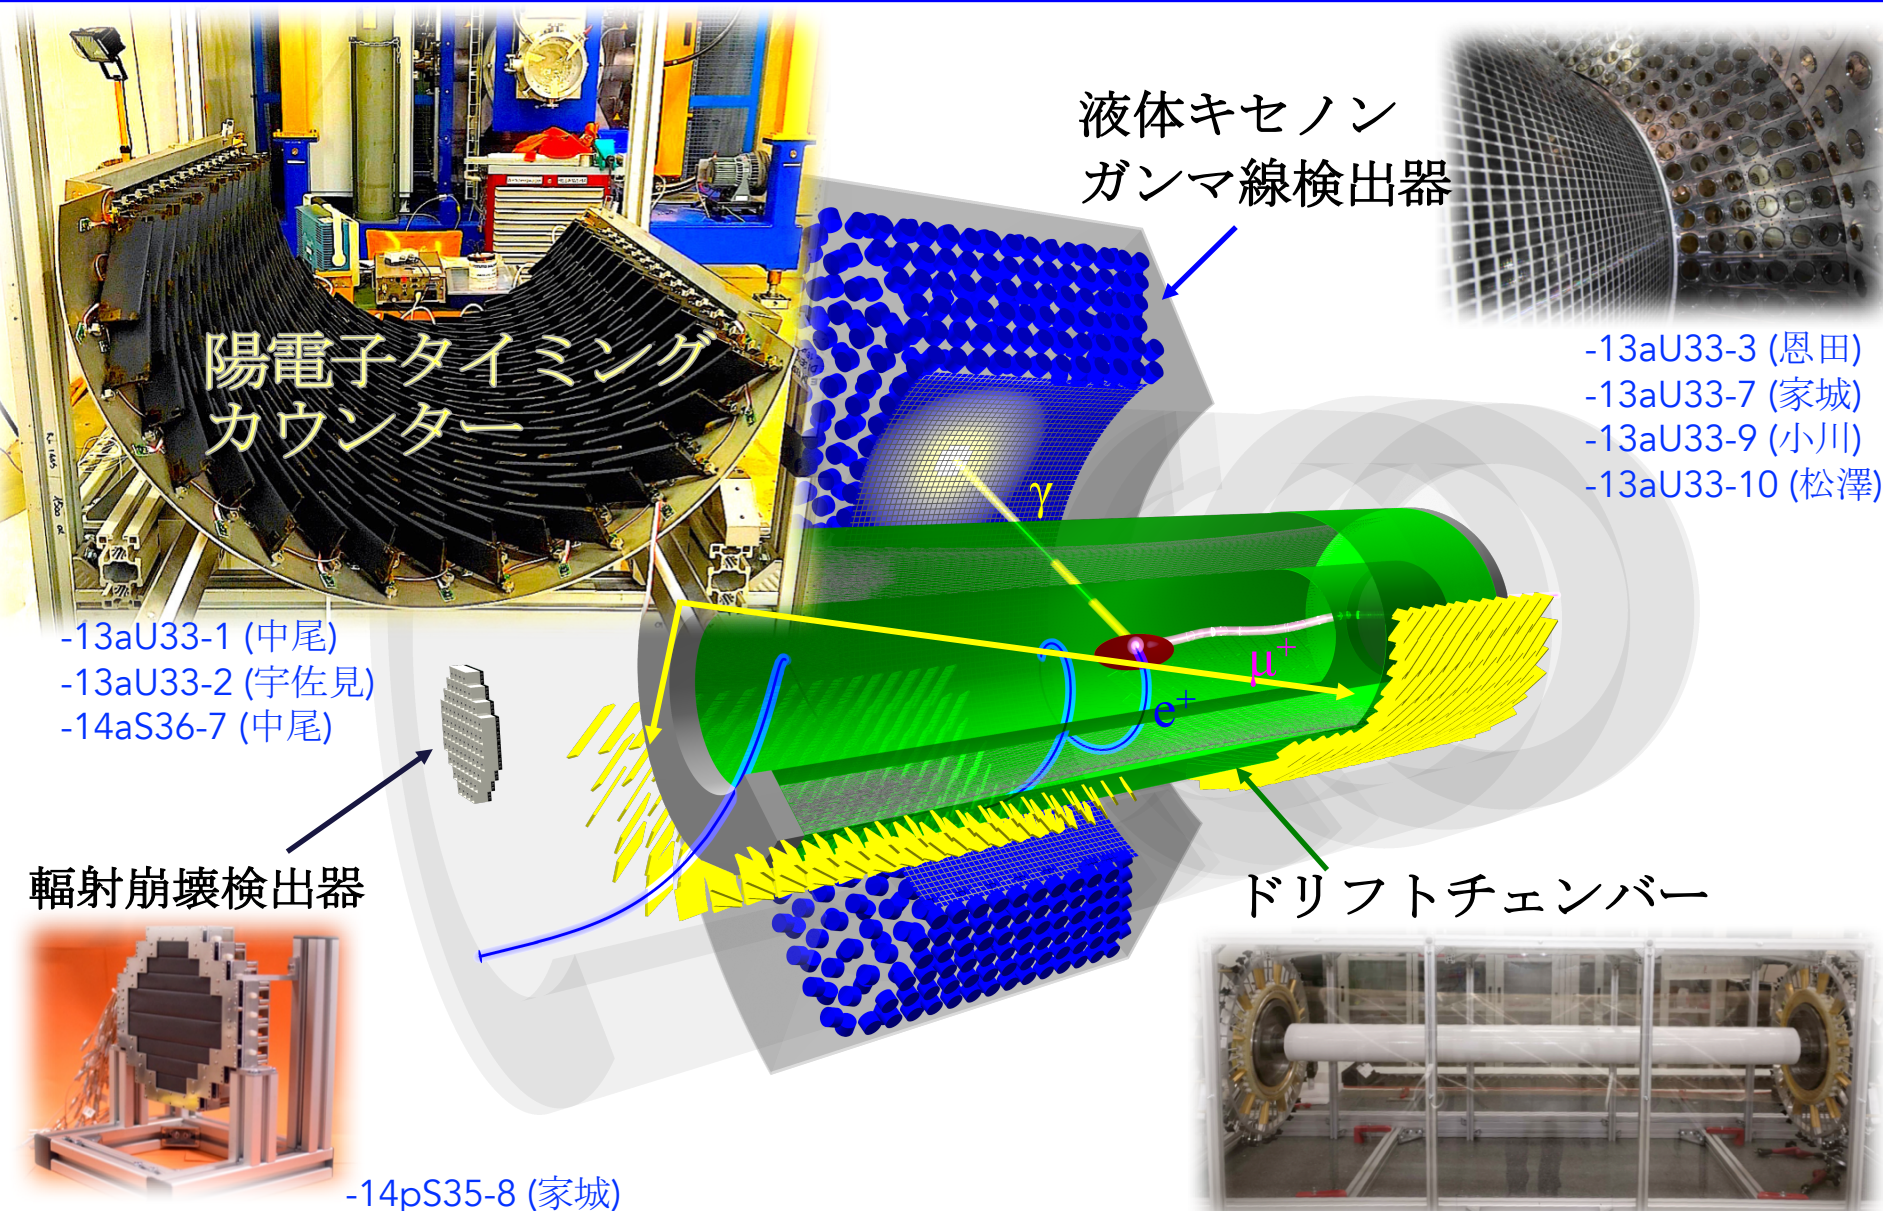 液体キセノン
ガンマ線検出器
陽電子タイミング
カウンター
-13aU33-3 (恩田)
-13aU33-7 (家城)
-13aU33-9 (小川)
-13aU33-10 (松澤)
γ
-13aU33-1 (中尾)
-13aU33-2 (宇佐見)
-14aS36-7 (中尾)
μ+
e+
輻射崩壊検出器
ドリフトチェンバー
-14pS35-8 (家城)